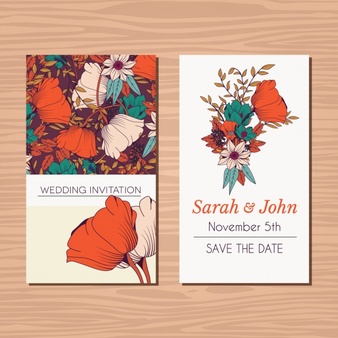 WEDDING INVITATION
Sarah & John
November 5th
SAVE THE DATE